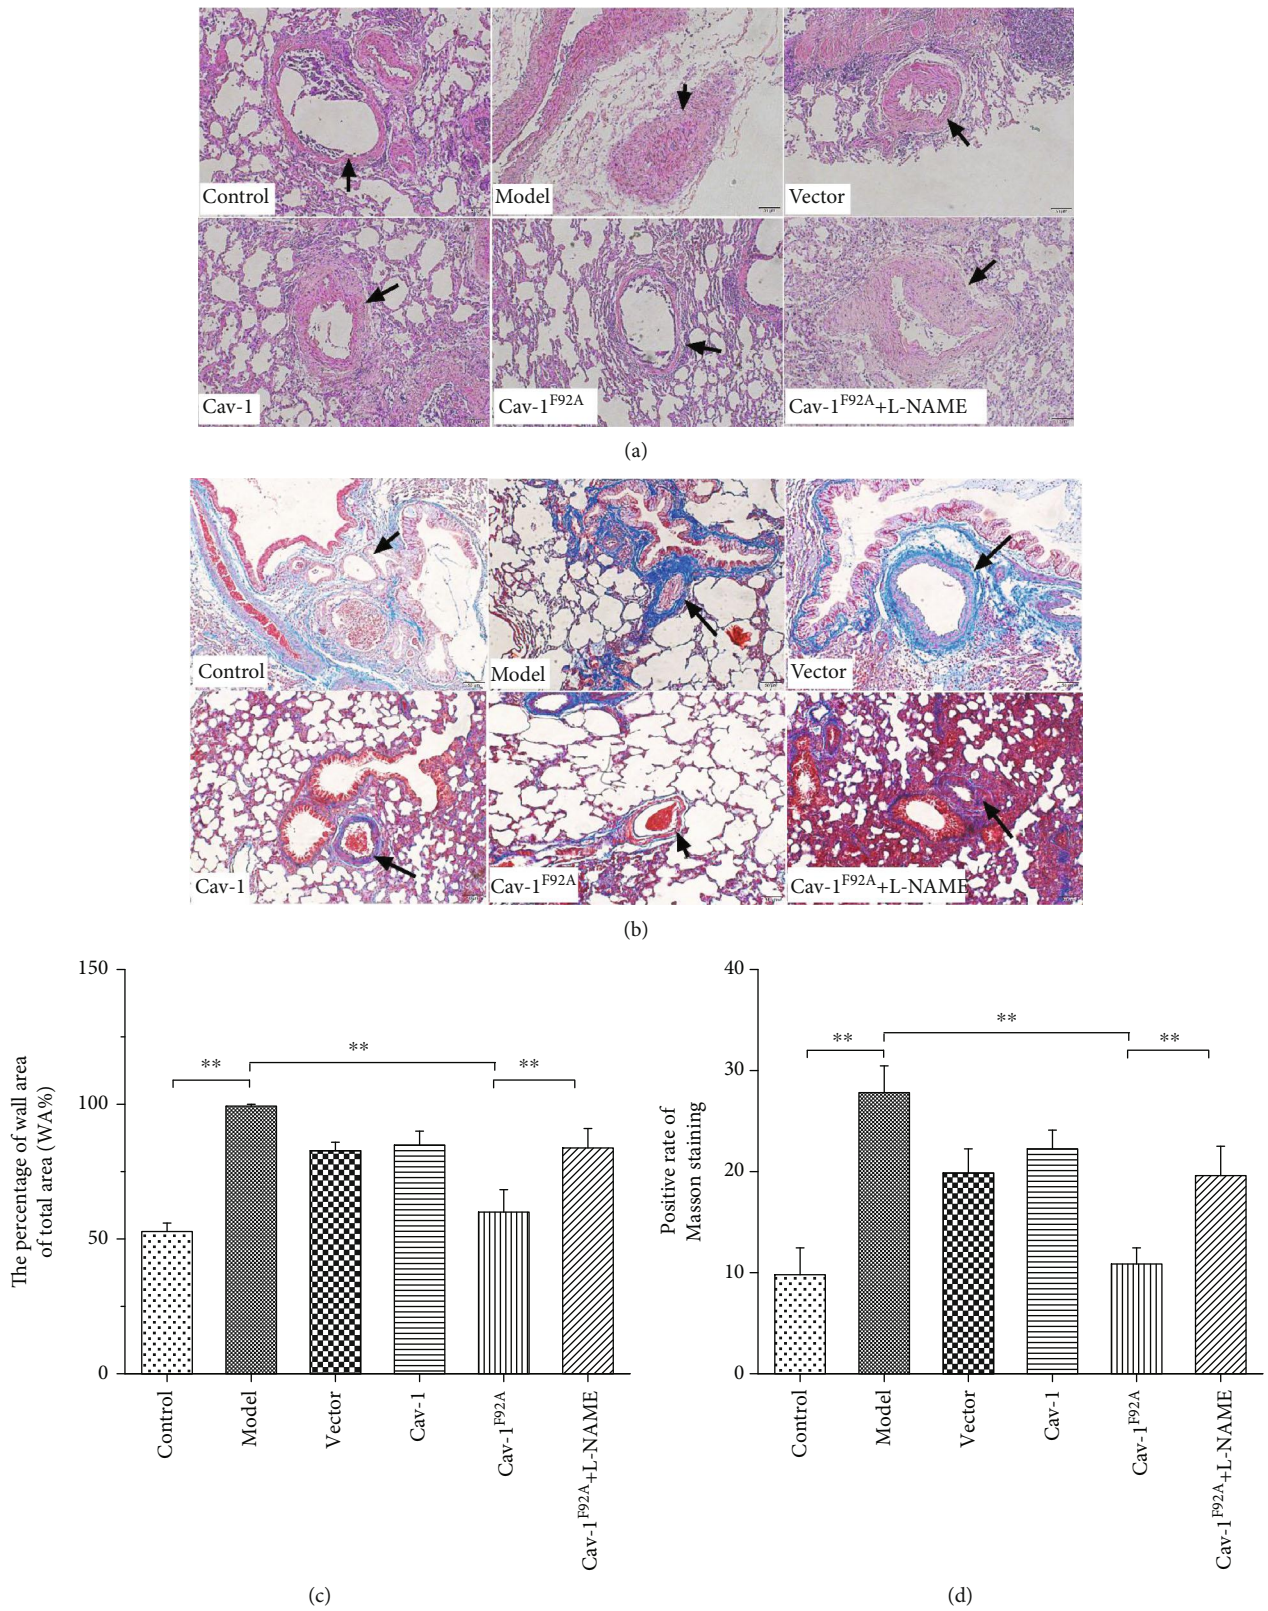 Control
Model
Vector
Cav-1
Cav-1F92A
Cav-1F92A+L-NAME
(a)
Control
Model
Vector
Cav-1
Cav-1F92A
Cav-1F92A+L-NAME
(b)
The percentage of wall area
of total area (WA%)
150
100
50
0
**
**
**
Control
Model
Vector
Cav-1
Cav-1F92A
Cav-1F92A+L-NAME
(c)
Positive rate of
Masson staining
40
30
20
10
0
**
**
**
Control
Model
Vector
Cav-1
Cav-1F92A
Cav-1F92A+L-NAME
(d)